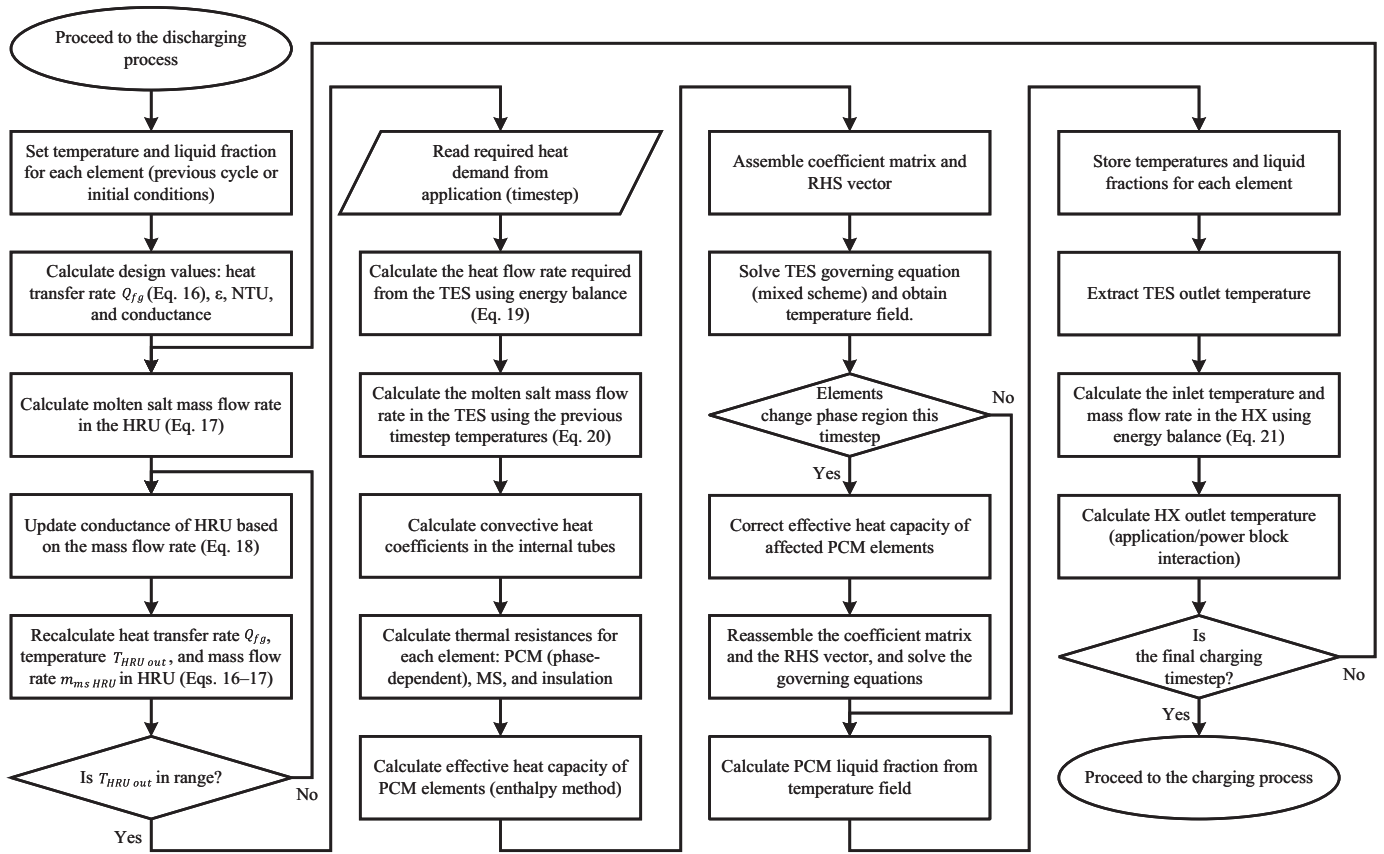 Proceed to the discharging
process
Set temperature and liquid fraction
for each element (previous cycle or
initial conditions)
Calculate design values: heat
transfer rate Q_fg (Eq. 16), ε, NTU,
and conductance
Calculate molten salt mass flow rate
in the HRU (Eq. 17)
Update conductance of HRU based
on the mass flow rate (Eq. 18)
Recalculate heat transfer rate Q_fg,
temperature T_HRU out, and mass flow
rate m_ms HRU in HRU (Eqs. 16–17)
Is T_HRU out in range?
No
Yes
Read required heat
demand from
application (timestep)
Calculate the heat flow rate required
from the TES using energy balance
(Eq. 19)
Calculate the molten salt mass flow
rate in the TES using the previous
timestep temperatures (Eq. 20)
Calculate convective heat
coefficients in the internal tubes
Calculate thermal resistances for
each element: PCM (phase-
dependent), MS, and insulation
Calculate effective heat capacity of
PCM elements (enthalpy method)
Assemble coefficient matrix and
RHS vector
Solve TES governing equation
(mixed scheme) and obtain
temperature field.
Elements
change phase region this
timestep
No
Yes
Correct effective heat capacity of
affected PCM elements
Reassemble the coefficient matrix
and the RHS vector, and solve the
governing equations
Calculate PCM liquid fraction from
temperature field
Store temperatures and liquid
fractions for each element
Extract TES outlet temperature
Calculate the inlet temperature and
mass flow rate in the HX using
energy balance (Eq. 21)
Calculate HX outlet temperature
(application/power block
interaction)
Is
the final charging
timestep?
No
Yes
Proceed to the charging process